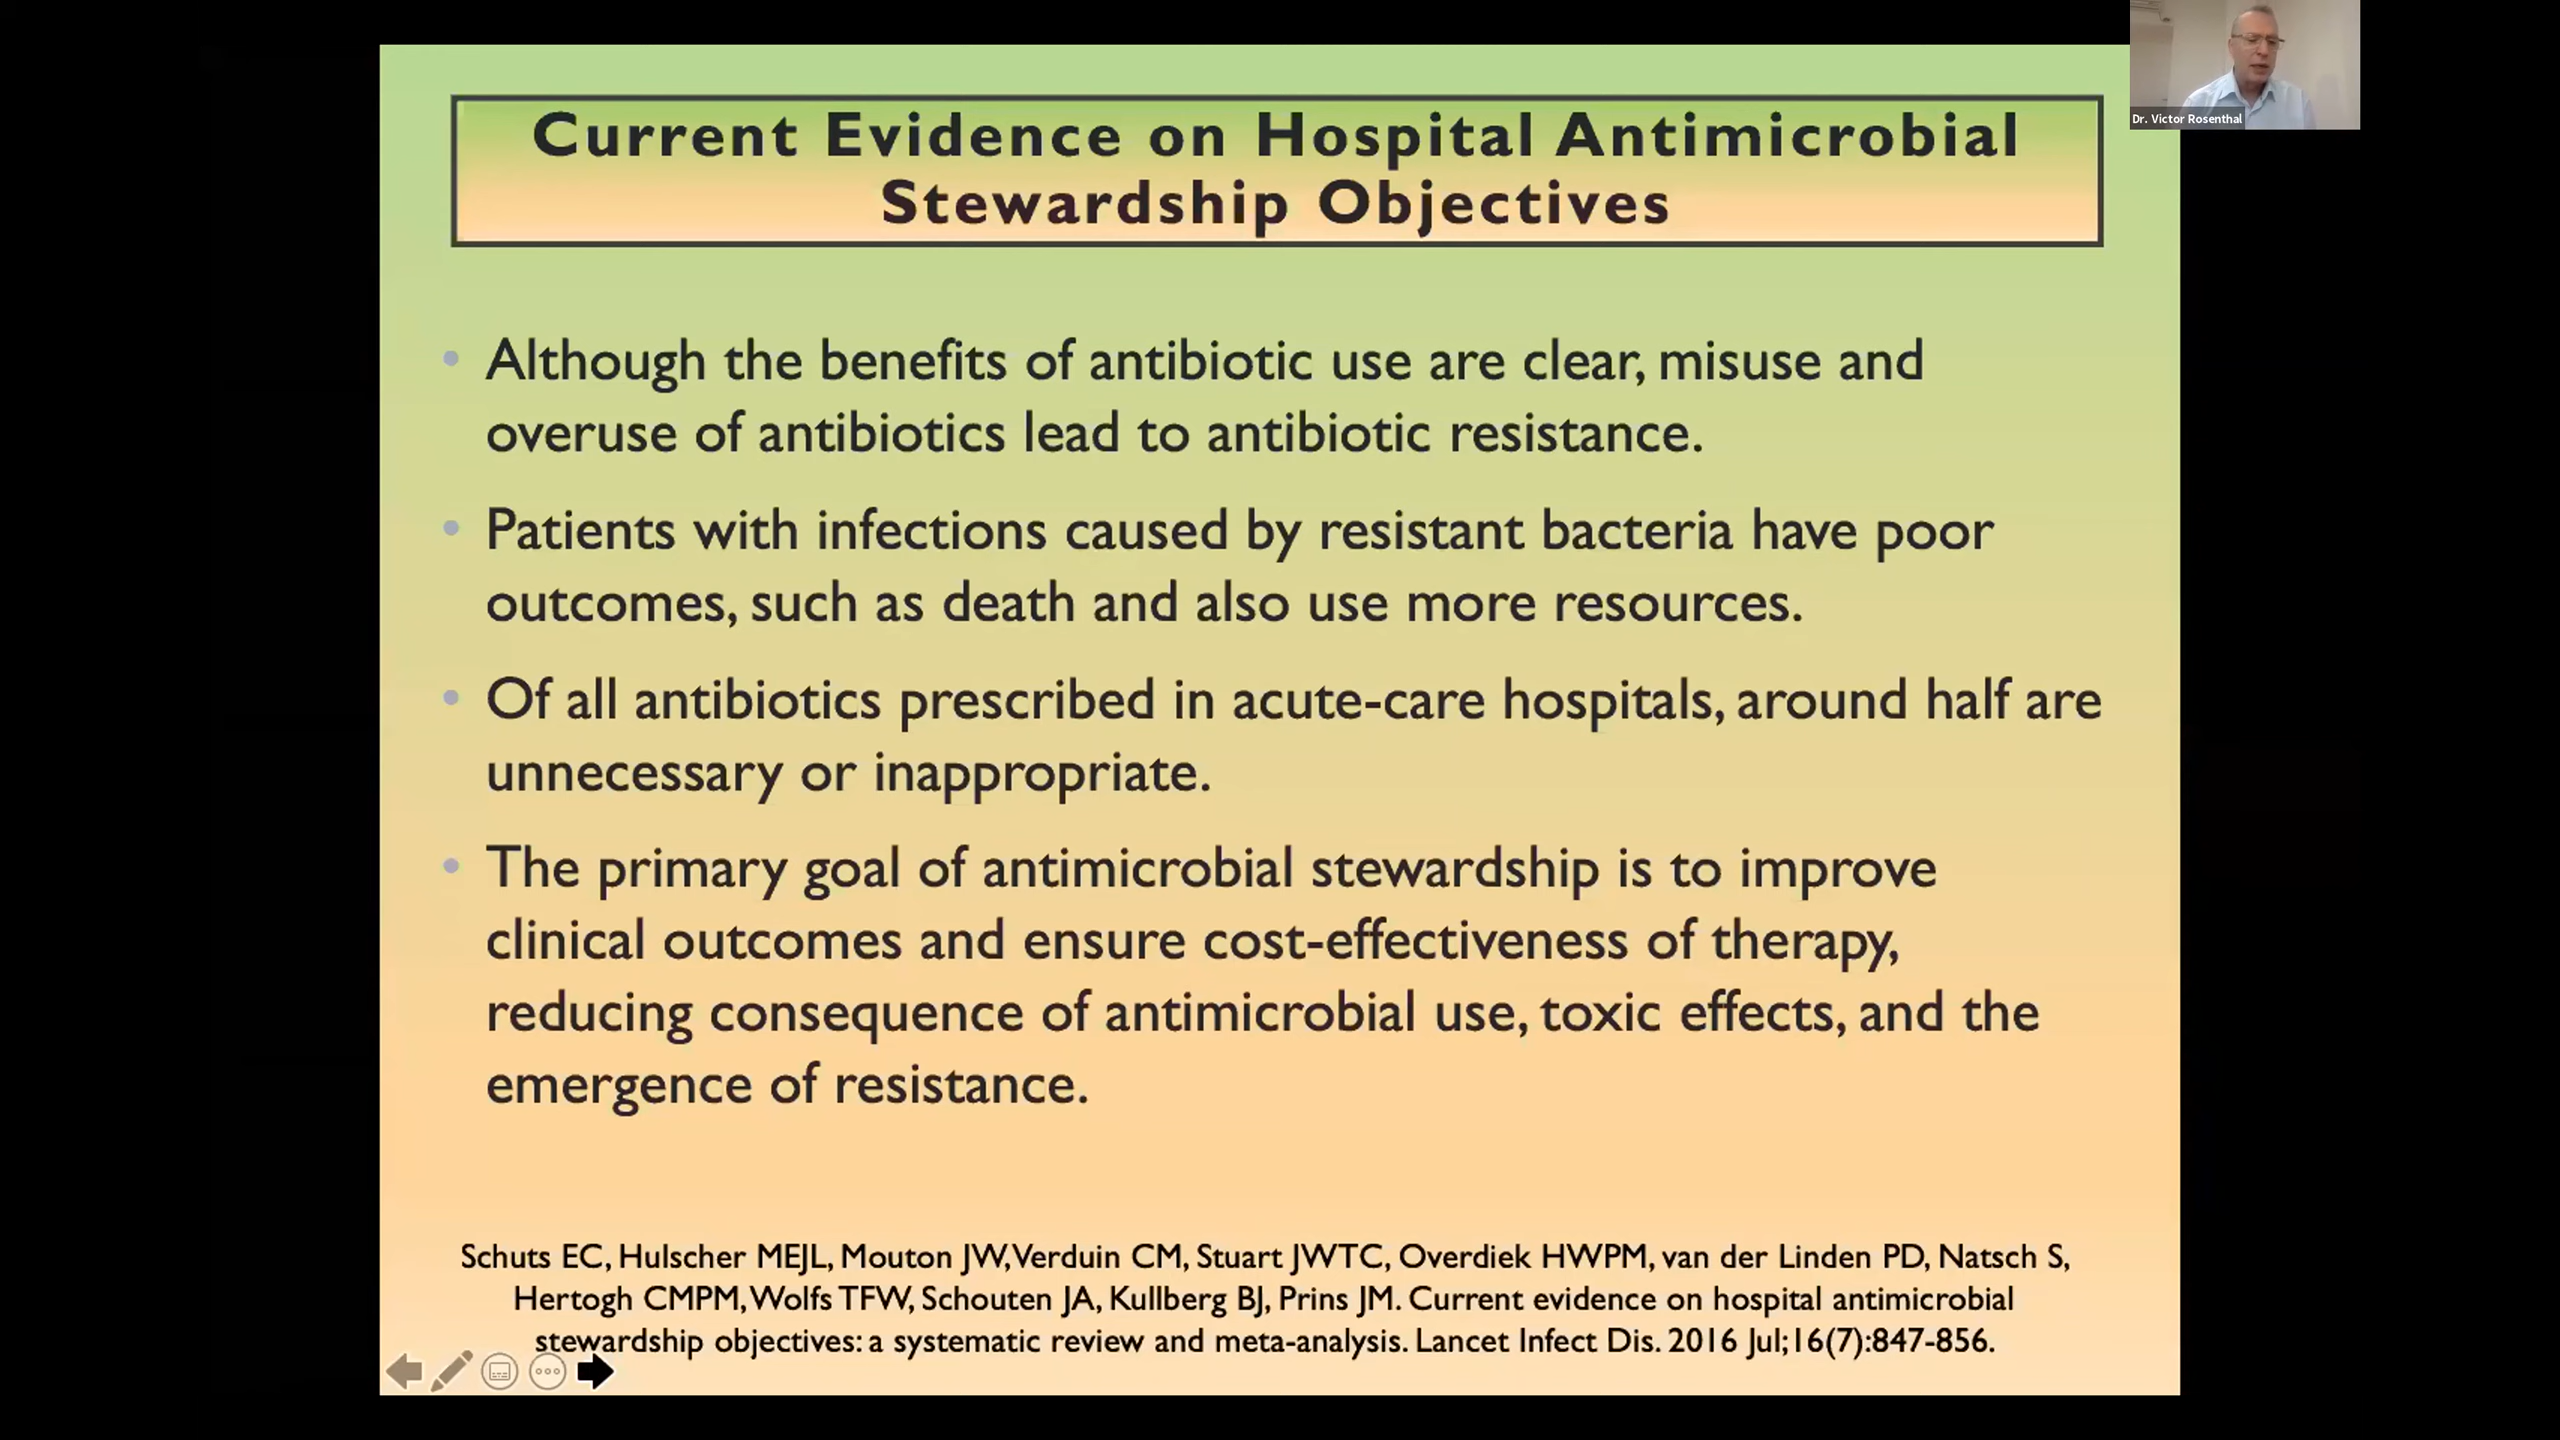 Dr. Victor Rosenthal
Current Evidence on Hospital Antimicrobial
Stewardship Objectives
• Although the benefits of antibiotic use are clear, misuse and
overuse of antibiotics lead to antibiotic resistance.
• Patients with infections caused by resistant bacteria have poor
outcomes, such as death and also use more resources.
• Of all antibiotics prescribed in acute-care hospitals, around half are
unnecessary or inappropriate.
• The primary goal of antimicrobial stewardship is to improve
clinical outcomes and ensure cost-effectiveness of therapy,
reducing consequence of antimicrobial use, toxic effects, and the
emergence of resistance.
Schuts EC, Hulscher MEJL, Mouton JW, Verduin CM, Stuart JWTC, Overdiek HWPM, van der Linden PD, Natsch S,
Hertogh CMPM, Wolfs TFW, Schouten JA, Kullberg BJ, Prins JM. Current evidence on hospital antimicrobial
stewardship objectives: a systematic review and meta-analysis. Lancet Infect Dis. 2016 Jul;16(7):847-856.